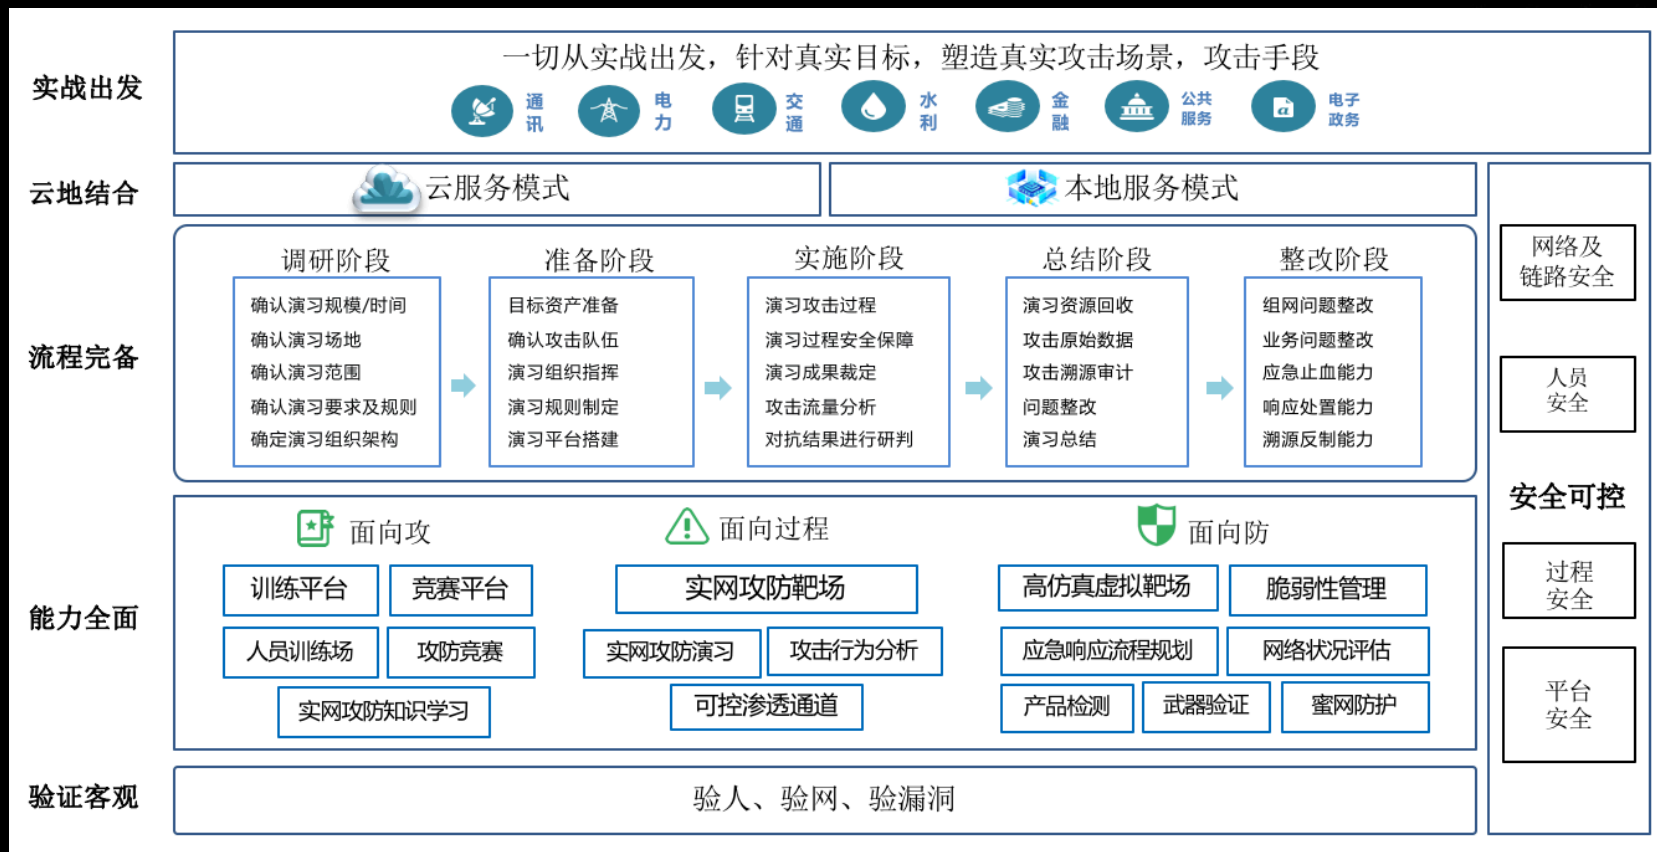 实战出发
一切从实战出发，针对真实目标，塑造真实攻击场景，攻击手段
通讯
电力
交通
水利
金融
公共服务
电子政务
云地结合
云服务模式
本地服务模式
流程完备
调研阶段
确认演习规模/时间
确认演习场地
确认演习范围
确认演习要求及规则
确定演习组织架构
准备阶段
目标资产准备
确认攻击队伍
演习组织指挥
演习规则制定
演习平台搭建
实施阶段
演习攻击过程
演习过程安全保障
演习成果裁定
攻击流量分析
对抗结果进行研判
总结阶段
演习资源回收
攻击原始数据
攻击溯源审计
问题整改
演习总结
整改阶段
组网问题整改
业务问题整改
应急止血能力
响应处置能力
溯源反制能力
能力全面
面向攻
训练平台
竞赛平台
人员训练场
攻防竞赛
实网攻防知识学习
面向过程
实网攻防靶场
实网攻防演习
攻击行为分析
可控渗透通道
面向防
高仿真虚拟靶场
脆弱性管理
应急响应流程规划
网络状况评估
产品检测
武器验证
蜜网防护
验证客观
验人、验网、验漏洞
网络及
链路安全
人员
安全
安全可控
过程
安全
平台
安全